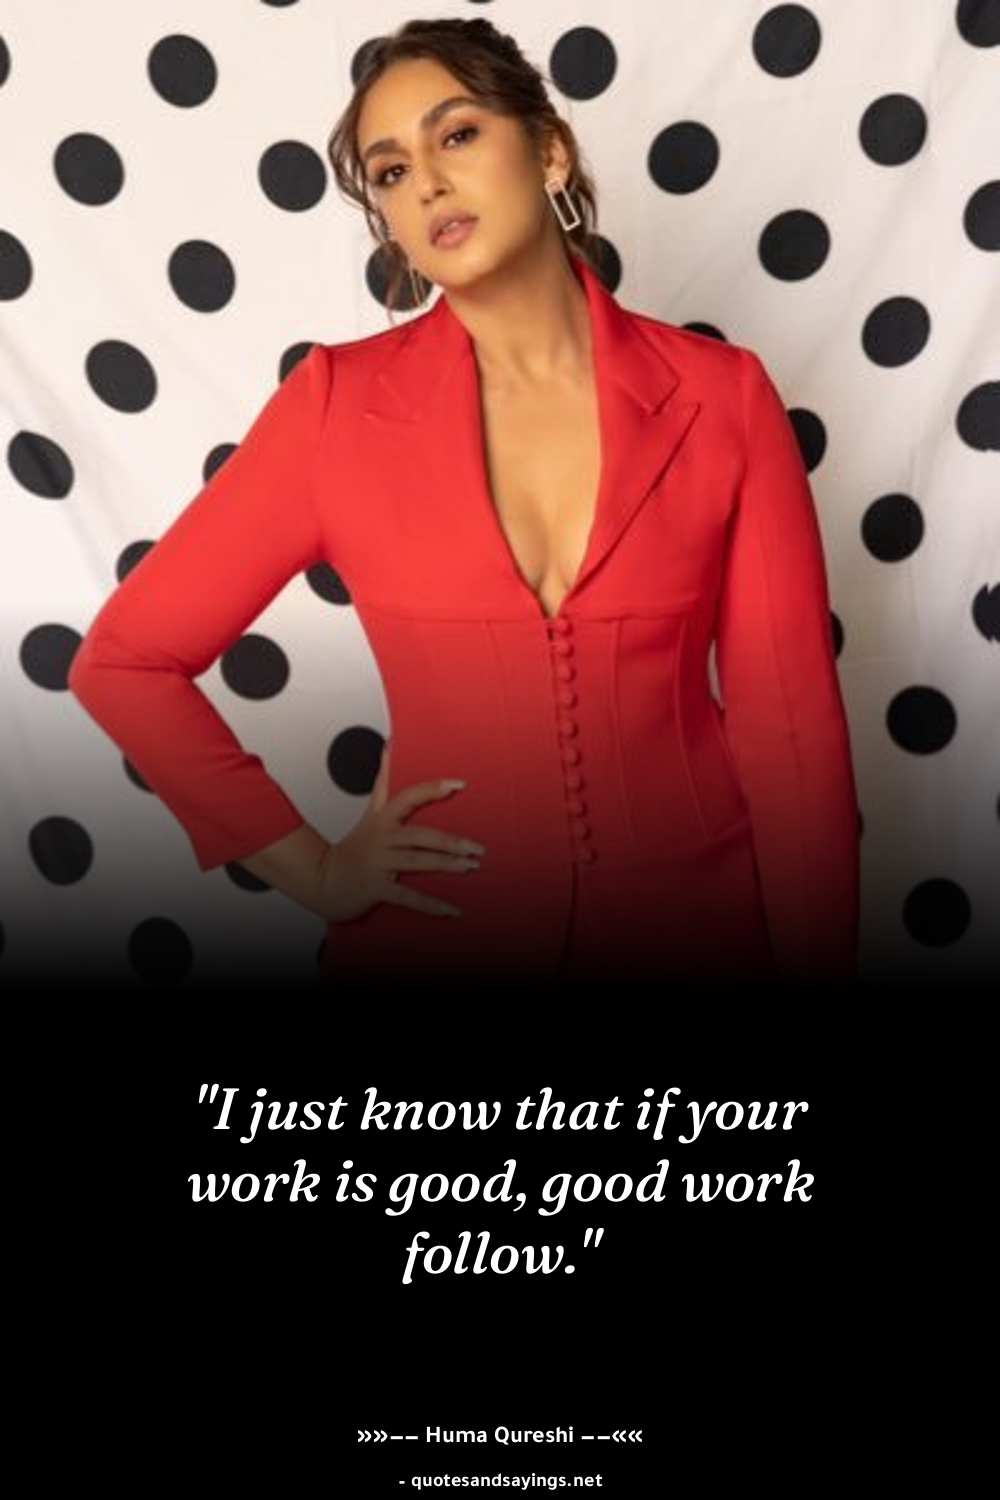 "I just know that if your
work is good, good work
follow."
»»−− Huma Qureshi −−««
- quotesandsayings.net